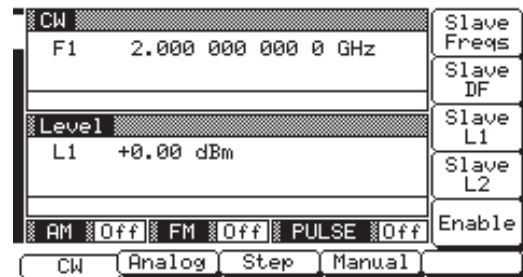 CW
F1 2.000 000 000 0 GHz
Level
L1 +0.00 dBm
AM Off FM Off PULSE Off
CW Analog Step Manual
Slave
Freqs
Slave
DF
Slave
L1
Slave
L2
Enable